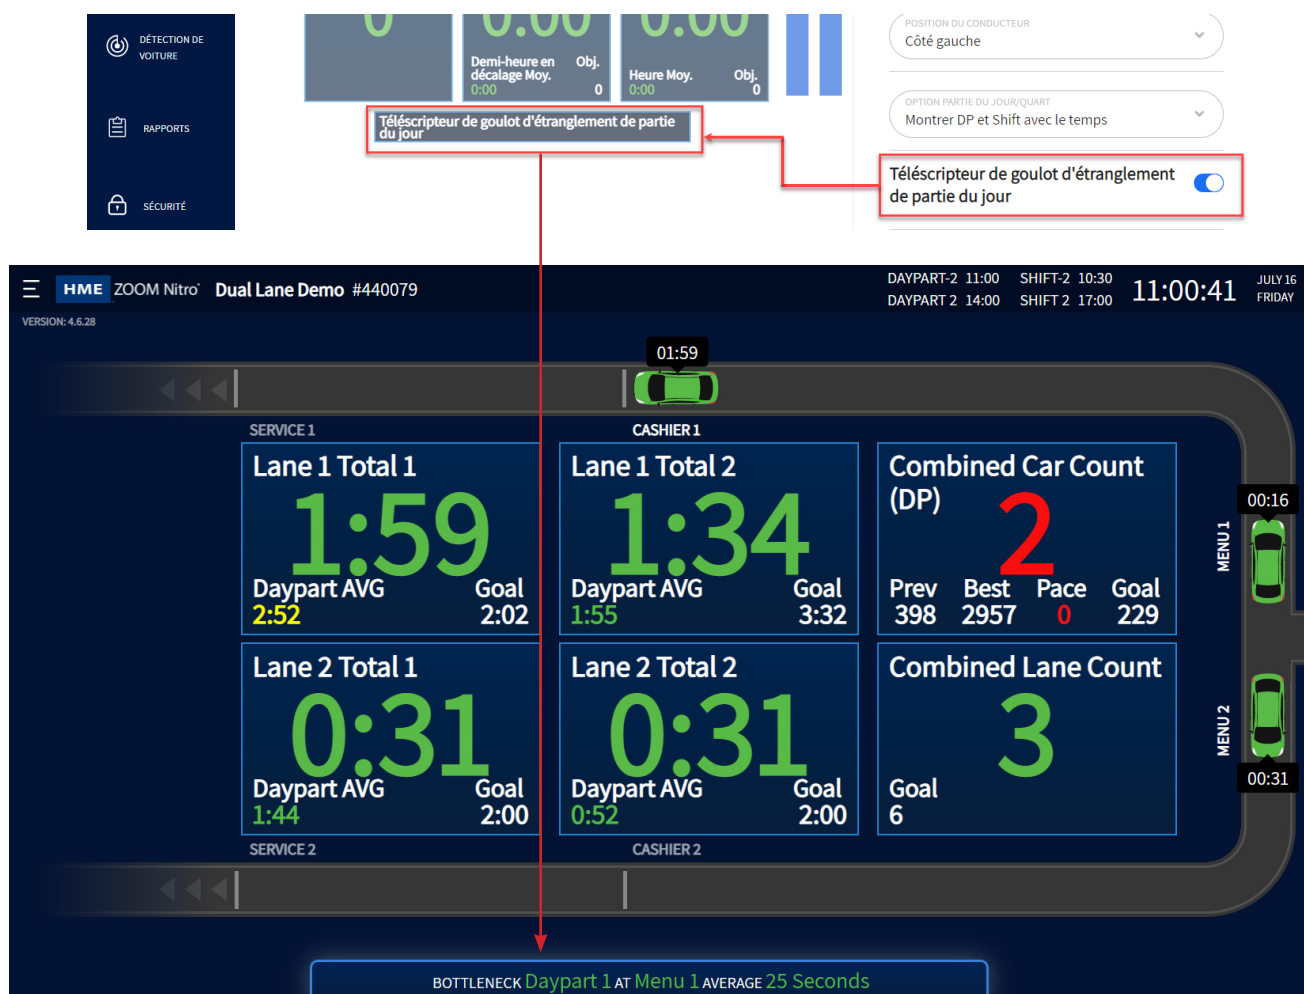 DÉTECTION DE
VOITURE
RAPPORTS
SÉCURITÉ
0
0:00
0:00
Demi-heure en
décalage Moy.
Obj.
0:00
0
Heure Moy.
Obj.
0:00
0
Téléscripteur de goulot d'étranglement de partie
du jour
POSITION DU CONDUCTEUR
Côté gauche
OPTION PARTIE DU JOUR/QUART
Montrer DP et Shift avec le temps
Téléscripteur de goulot d'étranglement
de partie du jour
HME ZOOM Nitro Dual Lane Demo #440079
DAYPART-2 11:00 SHIFT-2 10:30
DAYPART 2 14:00 SHIFT 2 17:00
11:00:41
JULY 16
FRIDAY
VERSION: 4.6.28
01:59
SERVICE 1
CASHIER 1
Lane 1 Total 1
1:59
Daypart AVG Goal
2:52 2:02
Lane 1 Total 2
1:34
Daypart AVG Goal
1:55 3:32
Combined Car Count
(DP)
2
Prev Best Pace Goal
398 2957 0 229
MENU 1
00:16
Lane 2 Total 1
0:31
Daypart AVG Goal
1:44 2:00
Lane 2 Total 2
0:31
Daypart AVG Goal
0:52 2:00
Combined Lane Count
3
Goal
6
MENU 2
00:31
SERVICE 2
CASHIER 2
BOTTLENECK Daypart 1 AT Menu 1 AVERAGE 25 Seconds